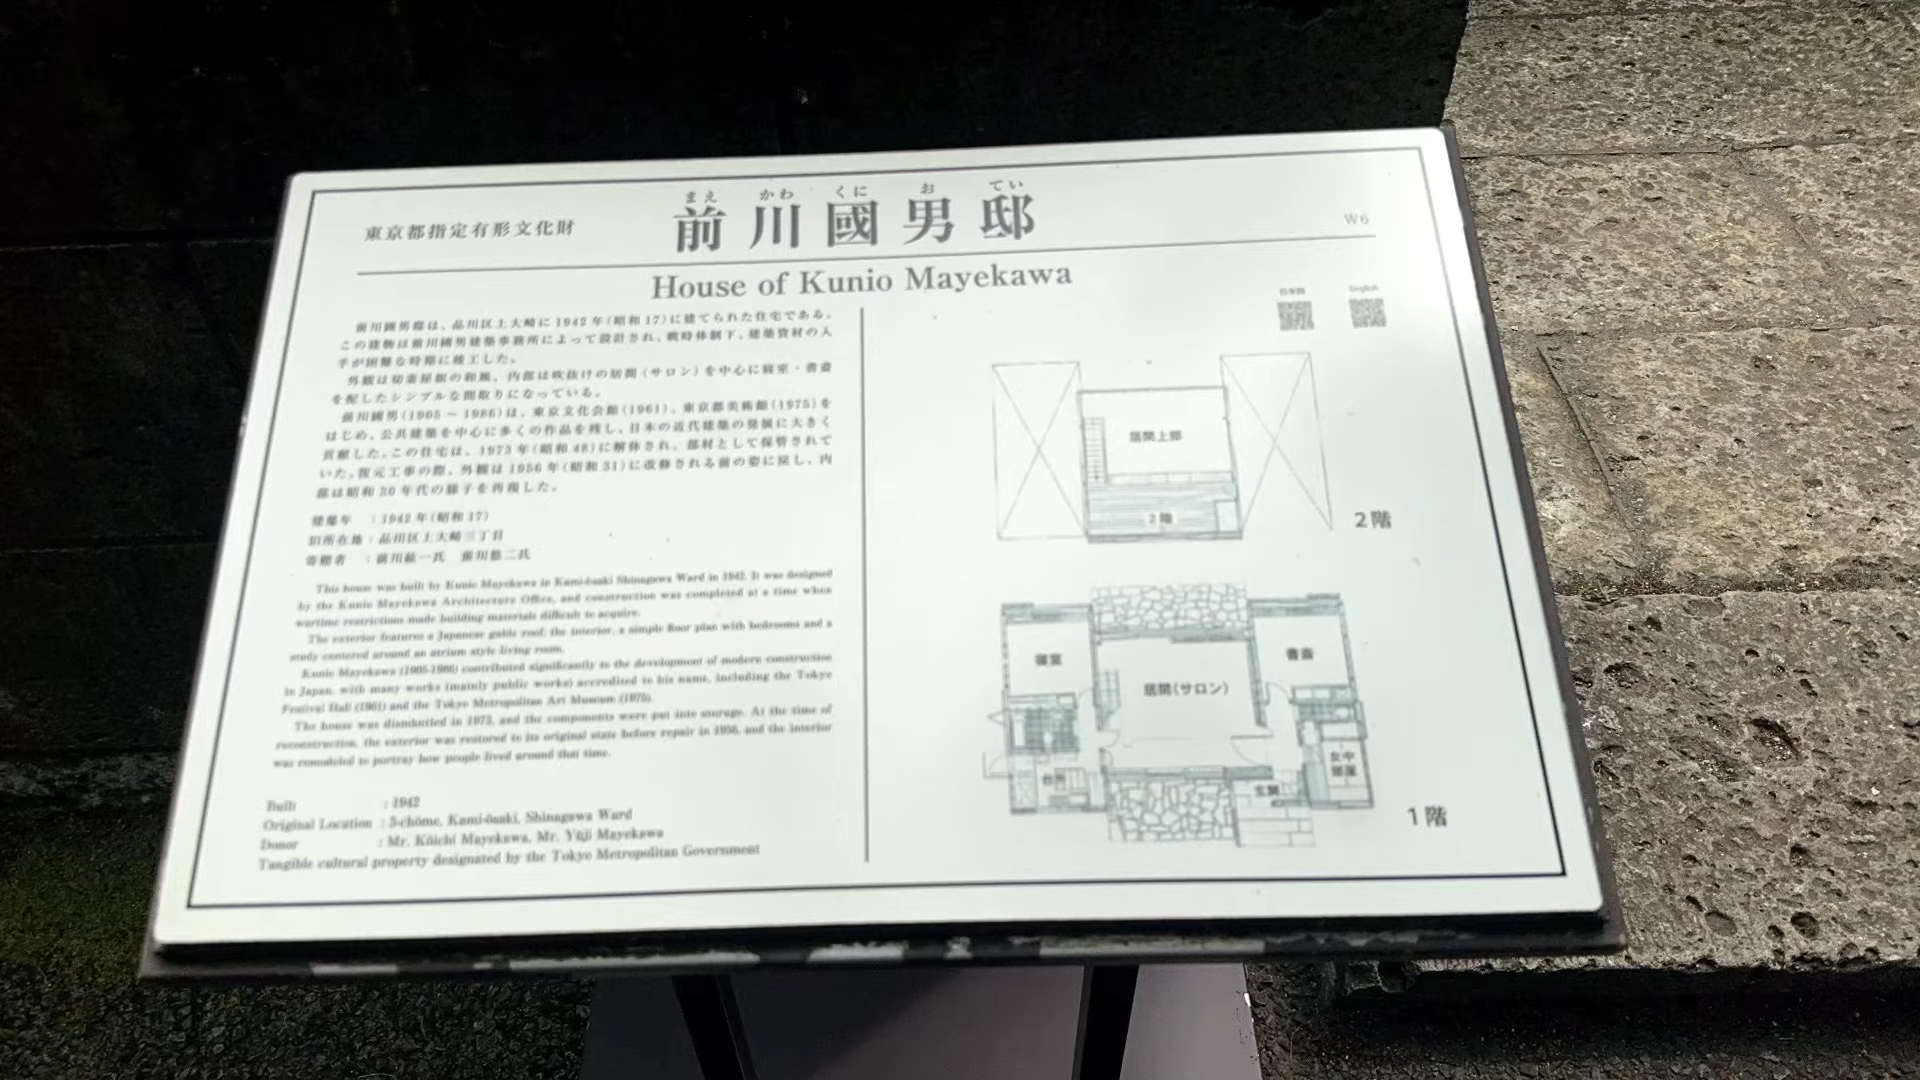 まえ かわ くに お てい
東京都指定有形文化財 前川國男邸 W6
House of Kunio Mayekawa
日本語 English
前川國男邸は、品川区上大崎に1942年(昭和17)に建てられた住宅である。
この建物は前川國男建築事務所によって設計され、戦時体制下、建築資材の入
手が困難な時期に竣工した。
外観は切妻屋根の和風、内部は吹抜けの居間(サロン)を中心に寝室・書斎
を配したシンプルな間取りになっている。
前川國男(1905～1986)は、東京文化会館(1961)、東京都美術館(1975)を
はじめ、公共建築を中心に多くの作品を残し、日本の近代建築の発展に大きく
貢献した。この住宅は、1973年(昭和48)に解体され、部材として保管されて
いた。復元工事の際、外観は1956年(昭和31)に改修される前の姿に戻し、内
部は昭和30年代の様子を再現した。
建築年 : 1942年(昭和17)
旧所在地 : 品川区上大崎三丁目
寄贈者 : 前川紘一氏 前川悠二氏
This house was built by Kunio Mayekawa in Kami-ōsaki Shinagawa Ward in 1942. It was designed
by the Kunio Mayekawa Architecture Office, and construction was completed at a time when
wartime restrictions made building materials difficult to acquire.
The exterior features a Japanese gable roof; the interior, a simple floor plan with bedrooms and a
study centered around an atrium style living room.
Kunio Mayekawa (1905-1986) contributed significantly to the development of modern construction
in Japan, with many works (mainly public works) accredited to his name, including the Tokyo
Festival Hall (1961) and the Tokyo Metropolitan Art Museum (1975).
The house was dismantled in 1973, and the components were put into storage. At the time of
reconstruction, the exterior was restored to its original state before repair in 1956, and the interior
was remodeled to portray how people lived around that time.
Built : 1942
Original Location : 3-chōme, Kami-ōsaki, Shinagawa Ward
Donor : Mr. Kōichi Mayekawa, Mr. Yūji Mayekawa
Tangible cultural property designated by the Tokyo Metropolitan Government
居間上部
2階
2階
寝室
書斎
居間(サロン)
台所
玄関
女中
部屋
1階